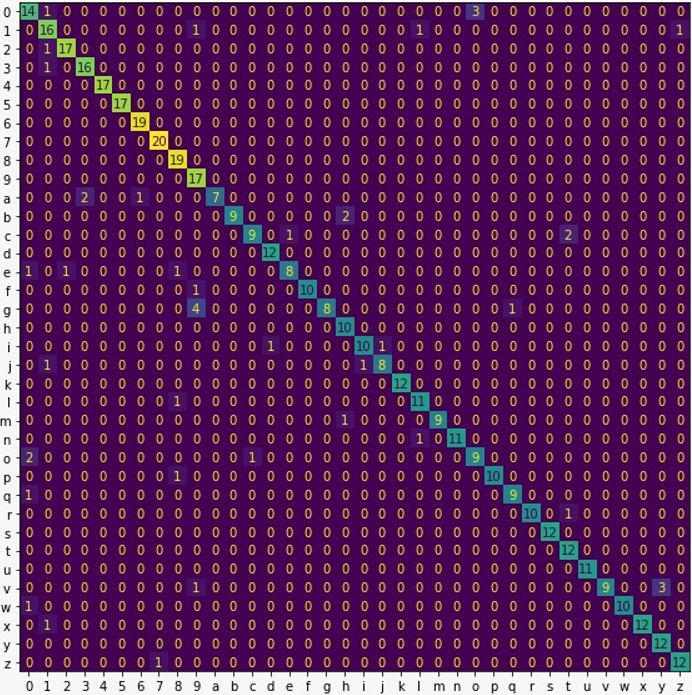 0 14 1 0 0 0 0 0 0 0 0 0 0 0 0 0 0 0 0 0 0 0 0 0 0 3 0 0 0 0 0 0 0 0 0 0 0
1 0 16 0 0 0 0 0 0 0 1 0 0 0 0 0 0 0 0 0 0 0 1 0 0 0 0 0 0 0 0 0 0 0 0 0 1
2 0 1 17 0 0 0 0 0 0 0 0 0 0 0 0 0 0 0 0 0 0 0 0 0 0 0 0 0 0 0 0 0 0 0 0 0
3 0 1 0 16 0 0 0 0 0 0 0 0 0 0 0 0 0 0 0 0 0 0 0 0 0 0 0 0 0 0 0 0 0 0 0 0
4 0 0 0 0 17 0 0 0 0 0 0 0 0 0 0 0 0 0 0 0 0 0 0 0 0 0 0 0 0 0 0 0 0 0 0 0
5 0 0 0 0 0 17 0 0 0 0 0 0 0 0 0 0 0 0 0 0 0 0 0 0 0 0 0 0 0 0 0 0 0 0 0 0
6 0 0 0 0 0 0 19 0 0 0 0 0 0 0 0 0 0 0 0 0 0 0 0 0 0 0 0 0 0 0 0 0 0 0 0 0
7 0 0 0 0 0 0 0 20 0 0 0 0 0 0 0 0 0 0 0 0 0 0 0 0 0 0 0 0 0 0 0 0 0 0 0 0
8 0 0 0 0 0 0 0 0 19 0 0 0 0 0 0 0 0 0 0 0 0 0 0 0 0 0 0 0 0 0 0 0 0 0 0 0
9 0 0 0 0 0 0 0 0 0 17 0 0 0 0 0 0 0 0 0 0 0 0 0 0 0 0 0 0 0 0 0 0 0 0 0 0
a 0 0 0 2 0 0 1 0 0 0 7 0 0 0 0 0 0 0 0 0 0 0 0 0 0 0 0 0 0 0 0 0 0 0 0 0
b 0 0 0 0 0 0 0 0 0 0 0 9 0 0 0 0 0 2 0 0 0 0 0 0 0 0 0 0 0 0 0 0 0 0 0 0
c 0 0 0 0 0 0 0 0 0 0 0 0 9 0 1 0 0 0 0 0 0 0 0 0 0 0 0 0 0 2 0 0 0 0 0 0
d 0 0 0 0 0 0 0 0 0 0 0 0 0 12 0 0 0 0 0 0 0 0 0 0 0 0 0 0 0 0 0 0 0 0 0 0
e 1 0 1 0 0 0 0 0 1 0 0 0 0 0 8 0 0 0 0 0 0 0 0 0 0 0 0 0 0 0 0 0 0 0 0 0
f 0 0 0 0 0 0 0 0 0 1 0 0 0 0 0 10 0 0 0 0 0 0 0 0 0 0 0 0 0 0 0 0 0 0 0 0
g 0 0 0 0 0 0 0 0 0 4 0 0 0 0 0 0 8 0 0 0 0 0 0 0 0 0 1 0 0 0 0 0 0 0 0 0
h 0 0 0 0 0 0 0 0 0 0 0 0 0 0 0 0 0 10 0 0 0 0 0 0 0 0 0 0 0 0 0 0 0 0 0 0
i 0 0 0 0 0 0 0 0 0 0 0 0 0 1 0 0 0 0 10 1 0 0 0 0 0 0 0 0 0 0 0 0 0 0 0 0
j 0 1 0 0 0 0 0 0 0 0 0 0 0 0 0 0 0 0 1 8 0 0 0 0 0 0 0 0 0 0 0 0 0 0 0 0
k 0 0 0 0 0 0 0 0 0 0 0 0 0 0 0 0 0 0 0 0 12 0 0 0 0 0 0 0 0 0 0 0 0 0 0 0
l 0 0 0 0 0 0 0 0 1 0 0 0 0 0 0 0 0 0 0 0 0 11 0 0 0 0 0 0 0 0 0 0 0 0 0 0
m 0 0 0 0 0 0 0 0 0 0 0 0 0 0 0 0 0 1 0 0 0 0 9 0 0 0 0 0 0 0 0 0 0 0 0 0
n 0 0 0 0 0 0 0 0 0 0 0 0 0 0 0 0 0 0 0 0 0 1 0 11 0 0 0 0 0 0 0 0 0 0 0 0
o 2 0 0 0 0 0 0 0 0 0 0 0 1 0 0 0 0 0 0 0 0 0 0 0 9 0 0 0 0 0 0 0 0 0 0 0
p 0 0 0 0 0 0 0 0 1 0 0 0 0 0 0 0 0 0 0 0 0 0 0 0 0 10 0 0 0 0 0 0 0 0 0 0
q 1 0 0 0 0 0 0 0 0 0 0 0 0 0 0 0 0 0 0 0 0 0 0 0 0 0 9 0 0 0 0 0 0 0 0 0
r 0 0 0 0 0 0 0 0 0 0 0 0 0 0 0 0 0 0 0 0 0 0 0 0 0 0 0 10 0 1 0 0 0 0 0 0
s 0 0 0 0 0 0 0 0 0 0 0 0 0 0 0 0 0 0 0 0 0 0 0 0 0 0 0 0 12 0 0 0 0 0 0 0
t 0 0 0 0 0 0 0 0 0 0 0 0 0 0 0 0 0 0 0 0 0 0 0 0 0 0 0 0 0 12 0 0 0 0 0 0
u 0 0 0 0 0 0 0 0 0 0 0 0 0 0 0 0 0 0 0 0 0 0 0 0 0 0 0 0 0 0 11 0 0 0 0 0
v 0 0 0 0 0 0 0 0 0 1 0 0 0 0 0 0 0 0 0 0 0 0 0 0 0 0 0 0 0 0 0 9 0 0 3 0
w 1 0 0 0 0 0 0 0 0 0 0 0 0 0 0 0 0 0 0 0 0 0 0 0 0 0 0 0 0 0 0 0 10 0 0 0
x 0 1 0 0 0 0 0 0 0 0 0 0 0 0 0 0 0 0 0 0 0 0 0 0 0 0 0 0 0 0 0 0 0 12 0 0
y 0 0 0 0 0 0 0 0 0 0 0 0 0 0 0 0 0 0 0 0 0 0 0 0 0 0 0 0 0 0 0 0 0 0 12 0
z 0 0 0 0 0 0 0 1 0 0 0 0 0 0 0 0 0 0 0 0 0 0 0 0 0 0 0 0 0 0 0 0 0 0 0 12
0 1 2 3 4 5 6 7 8 9 a b c d e f g h i j k l m n o p q r s t u v w x y z